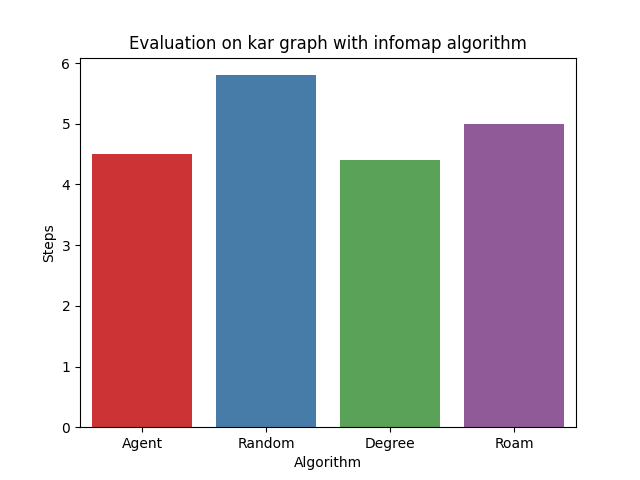 Evaluation on kar graph with infomap algorithm
6
5
4
3
2
1
0
Steps
Agent Random Degree Roam
Algorithm